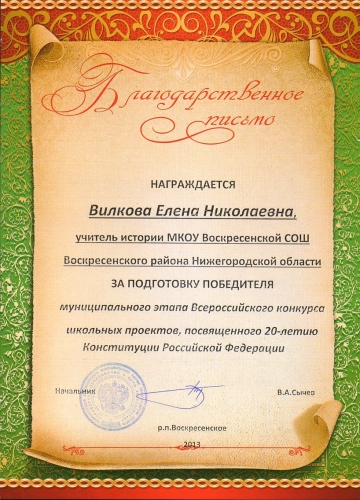 Благодарственное
письмо
НАГРАЖДАЕТСЯ
Вилкова Елена Николаевна,
учитель истории МКОУ Воскресенской СОШ
Воскресенского района Нижегородской области
ЗА ПОДГОТОВКУ ПОБЕДИТЕЛЯ
муниципального этапа Всероссийского конкурса
школьных проектов, посвященного 20-летию
Конституции Российской Федерации
Начальник В.А.Сычев
р.п.Воскресенское
2013